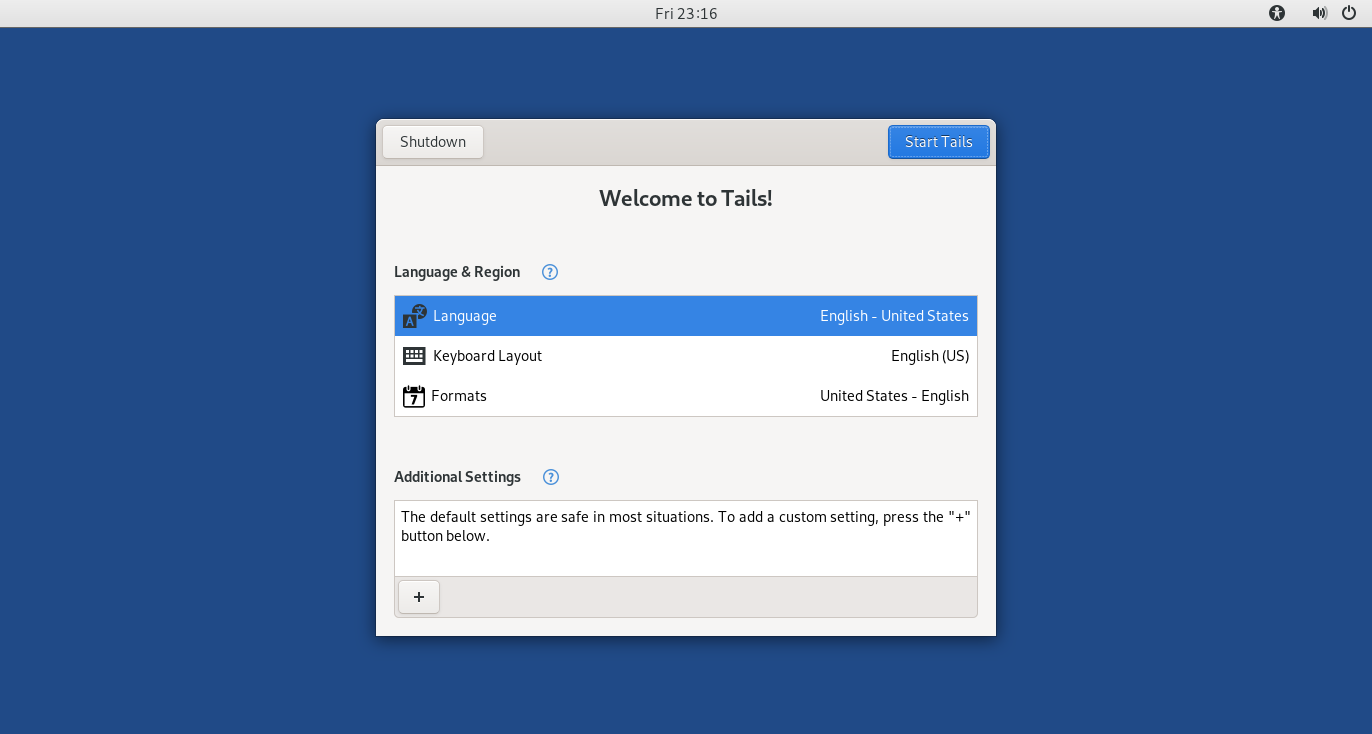 Fri 23:16
Shutdown
Start Tails
Welcome to Tails!
Language & Region
Language
English - United States
Keyboard Layout
English (US)
Formats
United States - English
Additional Settings
The default settings are safe in most situations. To add a custom setting, press the "+"
button below.
+